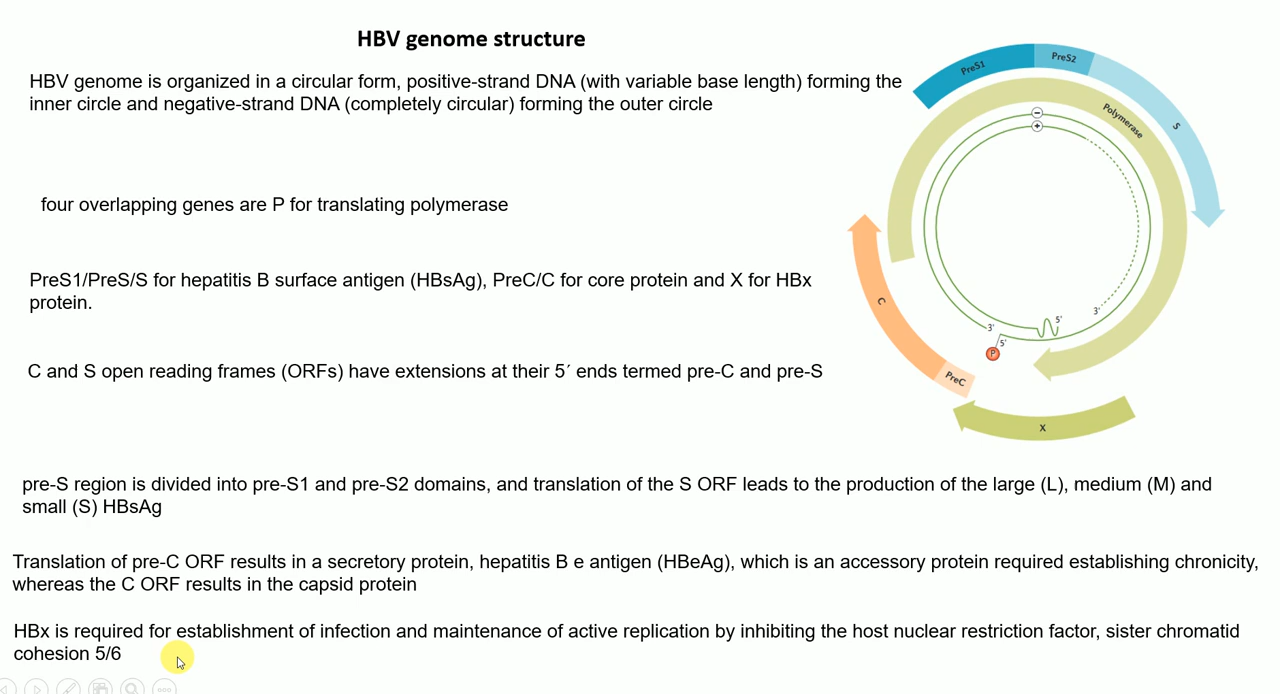 HBV genome structure
HBV genome is organized in a circular form, positive-strand DNA (with variable base length) forming the
inner circle and negative-strand DNA (completely circular) forming the outer circle
four overlapping genes are P for translating polymerase
PreS1/PreS/S for hepatitis B surface antigen (HBsAg), PreC/C for core protein and X for HBx
protein.
C and S open reading frames (ORFs) have extensions at their 5´ ends termed pre-C and pre-S
pre-S region is divided into pre-S1 and pre-S2 domains, and translation of the S ORF leads to the production of the large (L), medium (M) and
small (S) HBsAg
Translation of pre-C ORF results in a secretory protein, hepatitis B e antigen (HBeAg), which is an accessory protein required establishing chronicity,
whereas the C ORF results in the capsid protein
HBx is required for establishment of infection and maintenance of active replication by inhibiting the host nuclear restriction factor, sister chromatid
cohesion 5/6
PreS1
PreS2
S
Polymerase
−
+
C
3'
5'
3'
5'
P
PreC
X